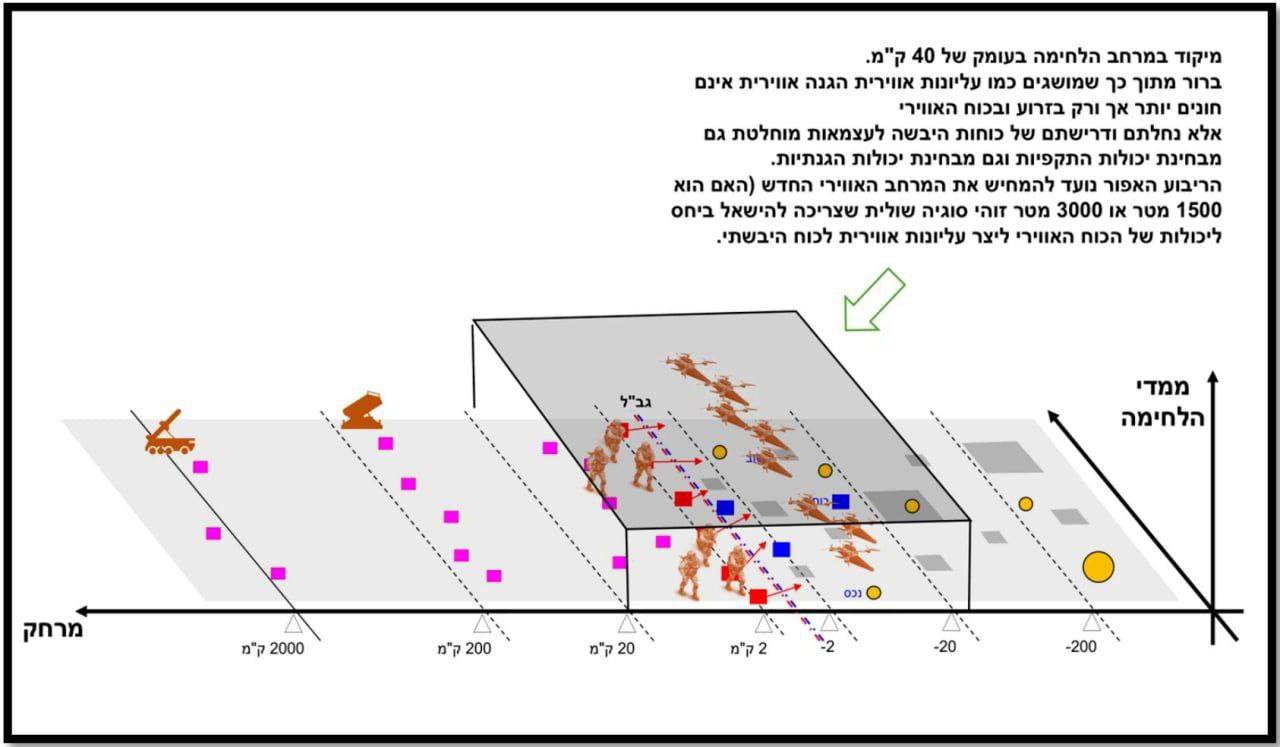 מיקוד במרחב הלחימה בעומק של 40 ק"מ.
ברור מתוך כך שמושגים כמו עליונות אווירית הגנה אווירית אינם
חונים יותר אך ורק בזרוע ובכוח האווירי
אלא נחלתם ודרישתם של כוחות היבשה לעצמאות מוחלטת גם
מבחינת יכולות התקפיות וגם מבחינת יכולות הגנתיות.
הריבוע האפור נועד להמחיש את המרחב האווירי החדש (האם הוא
1500 מטר או 3000 מטר זוהי סוגיה שולית שצריכה להישאל ביחס
ליכולות של הכוח האווירי ליצר עליונות אווירית לכוח היבשתי.
ממדי
הלחימה
גב"ל
נכס
מרחק
2000 ק"מ
200 ק"מ
20 ק"מ
2 ק"מ
-2
-20
-200